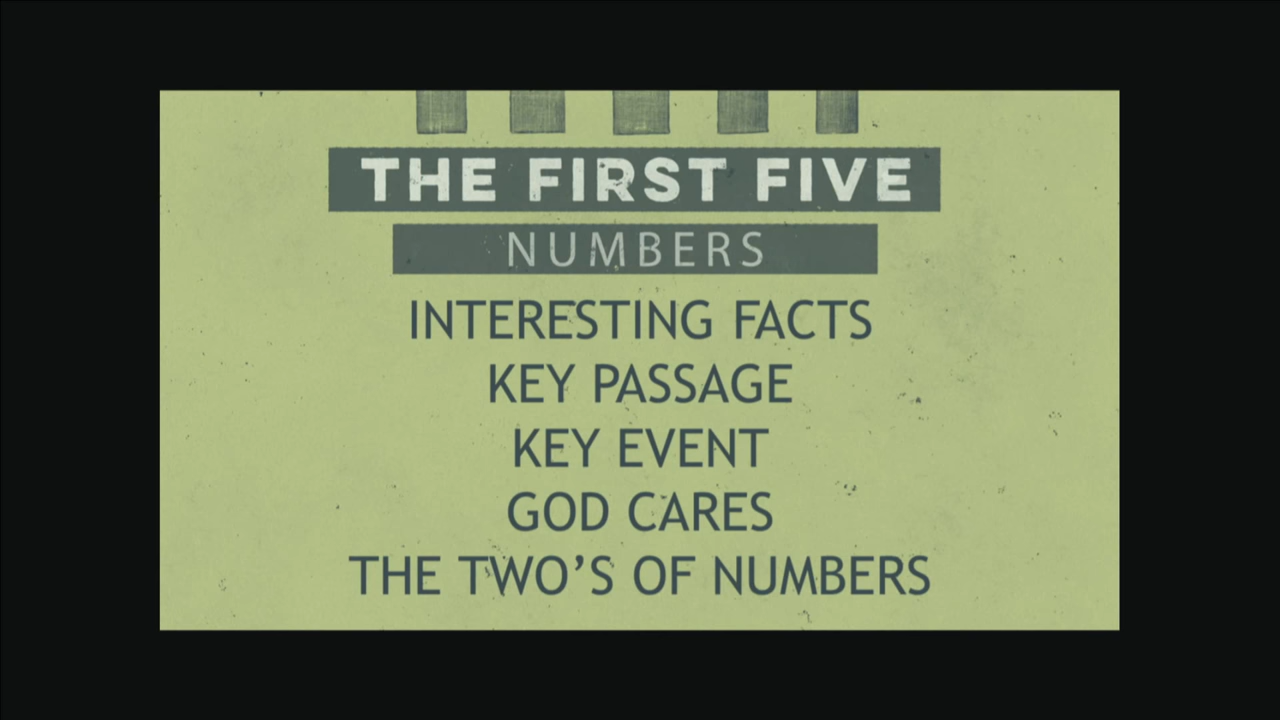 THE FIRST FIVE
NUMBERS
INTERESTING FACTS
KEY PASSAGE
KEY EVENT
GOD CARES
THE TWO'S OF NUMBERS